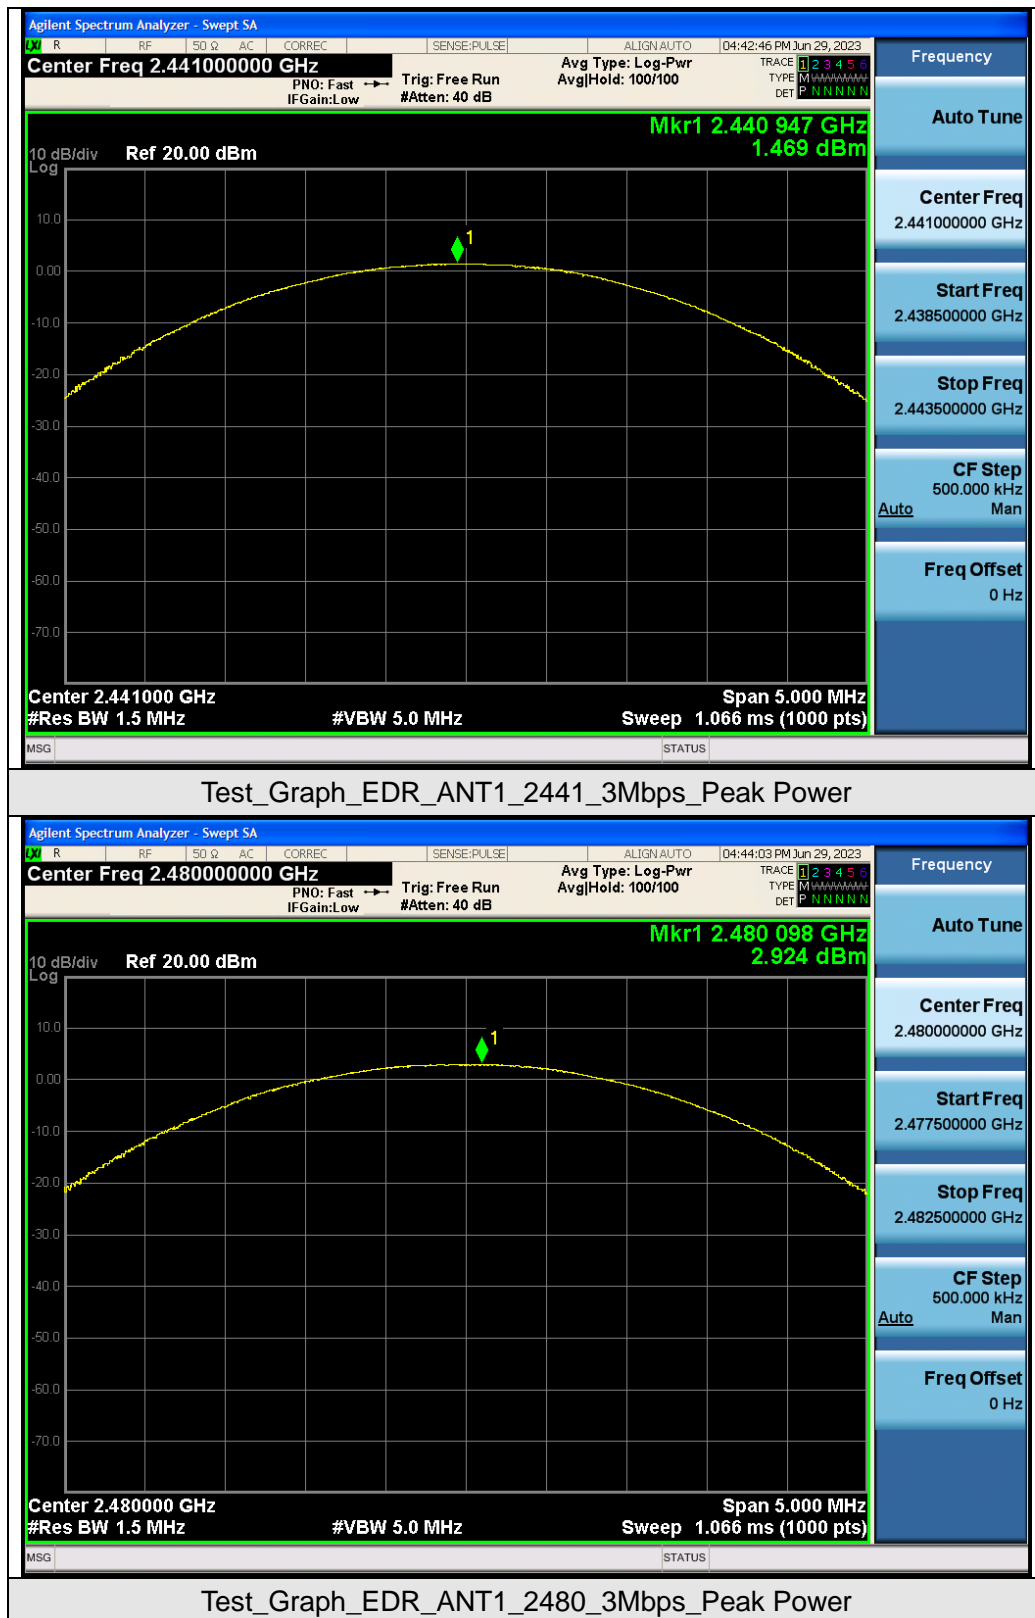 Agilent Spectrum Analyzer - Swept SA
LXI R RF 50 Ω AC CORREC SENSE:PULSE ALIGN AUTO 04:42:46 PM Jun 29, 2023
Center Freq 2.441000000 GHz
PNO: Fast
IFGain:Low
Trig: Free Run
#Atten: 40 dB
Avg Type: Log-Pwr
Avg|Hold: 100/100
TRACE 1 2 3 4 5 6
TYPE M
DET P N N N N N
Frequency
Auto Tune
Mkr1 2.440 947 GHz
1.469 dBm
10 dB/div Ref 20.00 dBm
Log
1
10.0
0.00
-10.0
-20.0
-30.0
-40.0
-50.0
-60.0
-70.0
Center Freq
2.441000000 GHz
Start Freq
2.438500000 GHz
Stop Freq
2.443500000 GHz
CF Step
500.000 kHz
Auto Man
Freq Offset
0 Hz
Center 2.441000 GHz Span 5.000 MHz
#Res BW 1.5 MHz #VBW 5.0 MHz Sweep 1.066 ms (1000 pts)
MSG STATUS
Test_Graph_EDR_ANT1_2441_3Mbps_Peak Power
Agilent Spectrum Analyzer - Swept SA
LXI R RF 50 Ω AC CORREC SENSE:PULSE ALIGN AUTO 04:44:03 PM Jun 29, 2023
Center Freq 2.480000000 GHz
PNO: Fast
IFGain:Low
Trig: Free Run
#Atten: 40 dB
Avg Type: Log-Pwr
Avg|Hold: 100/100
TRACE 1 2 3 4 5 6
TYPE M
DET P N N N N N
Frequency
Auto Tune
Mkr1 2.480 098 GHz
2.924 dBm
10 dB/div Ref 20.00 dBm
Log
1
10.0
0.00
-10.0
-20.0
-30.0
-40.0
-50.0
-60.0
-70.0
Center Freq
2.480000000 GHz
Start Freq
2.477500000 GHz
Stop Freq
2.482500000 GHz
CF Step
500.000 kHz
Auto Man
Freq Offset
0 Hz
Center 2.480000 GHz Span 5.000 MHz
#Res BW 1.5 MHz #VBW 5.0 MHz Sweep 1.066 ms (1000 pts)
MSG STATUS
Test_Graph_EDR_ANT1_2480_3Mbps_Peak Power